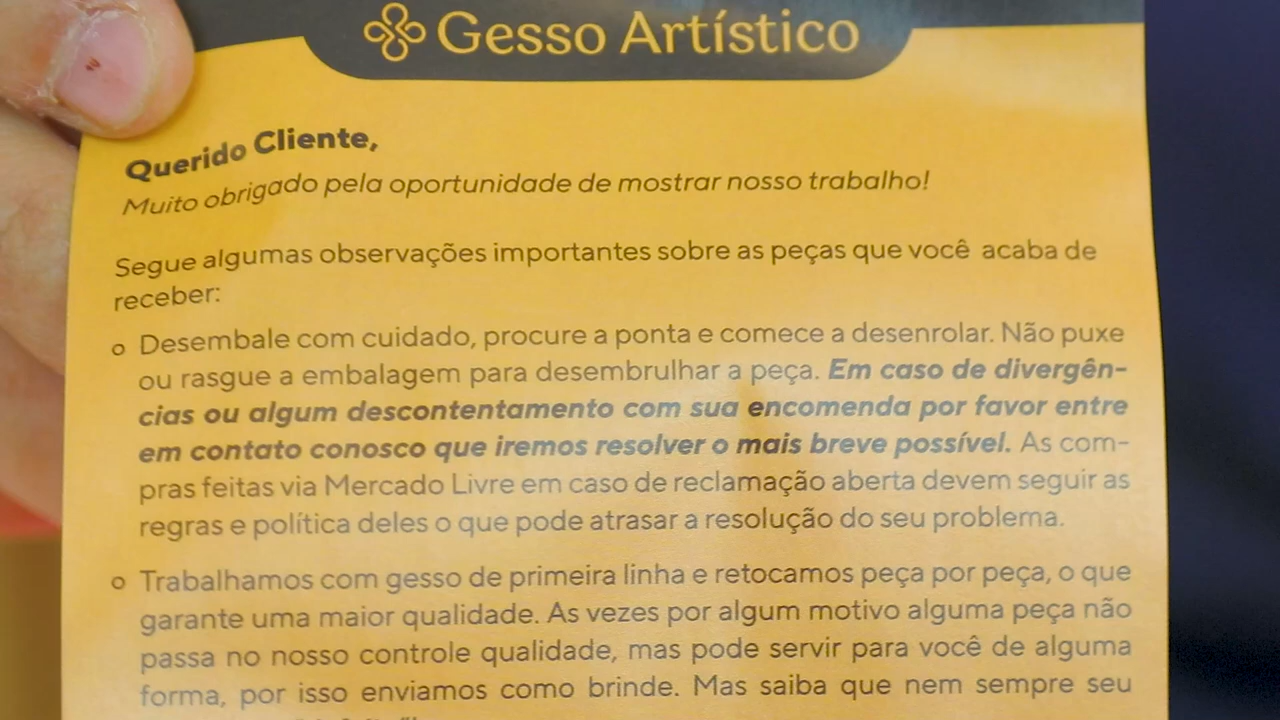 Gesso Artístico
Querido Cliente,
Muito obrigado pela oportunidade de mostrar nosso trabalho!
Segue algumas observações importantes sobre as peças que você acaba de
receber:
o Desembale com cuidado, procure a ponta e comece a desenrolar. Não puxe
ou rasgue a embalagem para desembrulhar a peça. Em caso de divergên-
cias ou algum descontentamento com sua encomenda por favor entre
em contato conosco que iremos resolver o mais breve possível. As com-
pras feitas via Mercado Livre em caso de reclamação aberta devem seguir as
regras e política deles o que pode atrasar a resolução do seu problema.
o Trabalhamos com gesso de primeira linha e retocamos peça por peça, o que
garante uma maior qualidade. As vezes por algum motivo alguma peça não
passa no nosso controle qualidade, mas pode servir para você de alguma
forma, por isso enviamos como brinde. Mas saiba que nem sempre seu